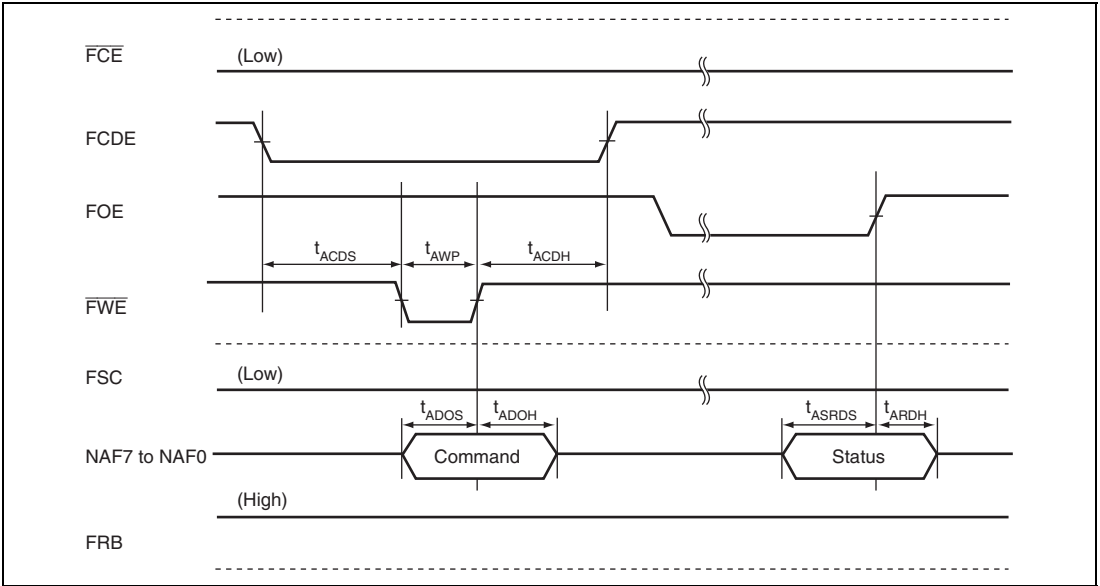 FCE (Low)
FCDE
FOE
tACDS tAWP tACDH
FWE
FSC (Low)
tADOS tADOH tASRDS tARDH
NAF7 to NAF0 Command Status
(High)
FRB